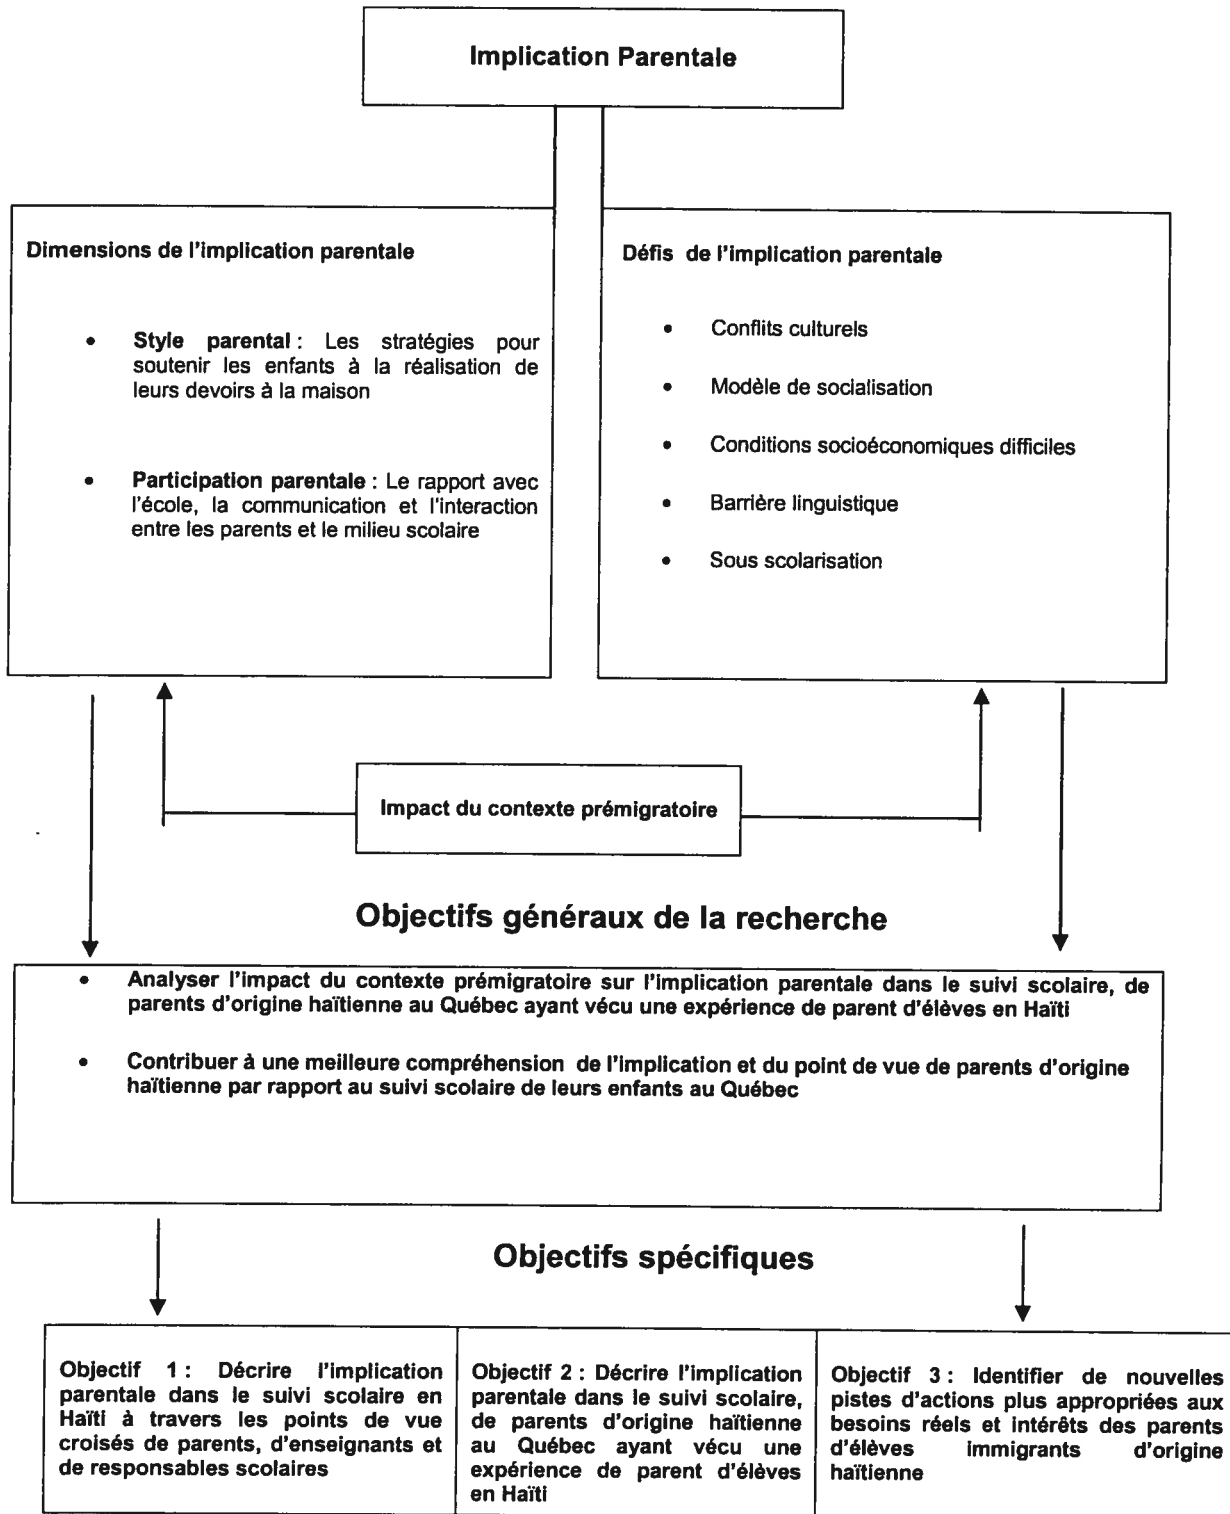 Implication Parentale
Dimensions de l'implication parentale
• Style parental : Les stratégies pour
soutenir les enfants à la réalisation de
leurs devoirs à la maison
• Participation parentale : Le rapport avec
l'école, la communication et l'interaction
entre les parents et le milieu scolaire
Défis de l'implication parentale
• Conflits culturels
• Modèle de socialisation
• Conditions socioéconomiques difficiles
• Barrière linguistique
• Sous scolarisation
Impact du contexte prémigratoire
Objectifs généraux de la recherche
• Analyser l'impact du contexte prémigratoire sur l'implication parentale dans le suivi scolaire, de
parents d'origine haïtienne au Québec ayant vécu une expérience de parent d'élèves en Haïti
• Contribuer à une meilleure compréhension de l'implication et du point de vue de parents d'origine
haïtienne par rapport au suivi scolaire de leurs enfants au Québec
Objectifs spécifiques
Objectif 1 : Décrire l'implication
parentale dans le suivi scolaire en
Haïti à travers les points de vue
croisés de parents, d'enseignants et
de responsables scolaires
Objectif 2 : Décrire l'implication
parentale dans le suivi scolaire,
de parents d'origine haïtienne
au Québec ayant vécu une
expérience de parent d'élèves
en Haïti
Objectif 3 : Identifier de nouvelles
pistes d'actions plus appropriées aux
besoins réels et intérêts des parents
d'élèves immigrants d'origine
haïtienne